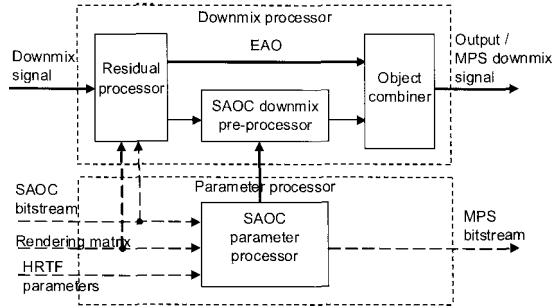 Downmix processor
Downmix
signal
Residual
processor
EAO
SAOC downmix
pre-processor
Object
combiner
Output /
MPS downmix
signal
SAOC
bitstream
Parameter processor
Rendering matrix
HRTF
parameters
SAOC
parameter
processor
MPS
bitstream